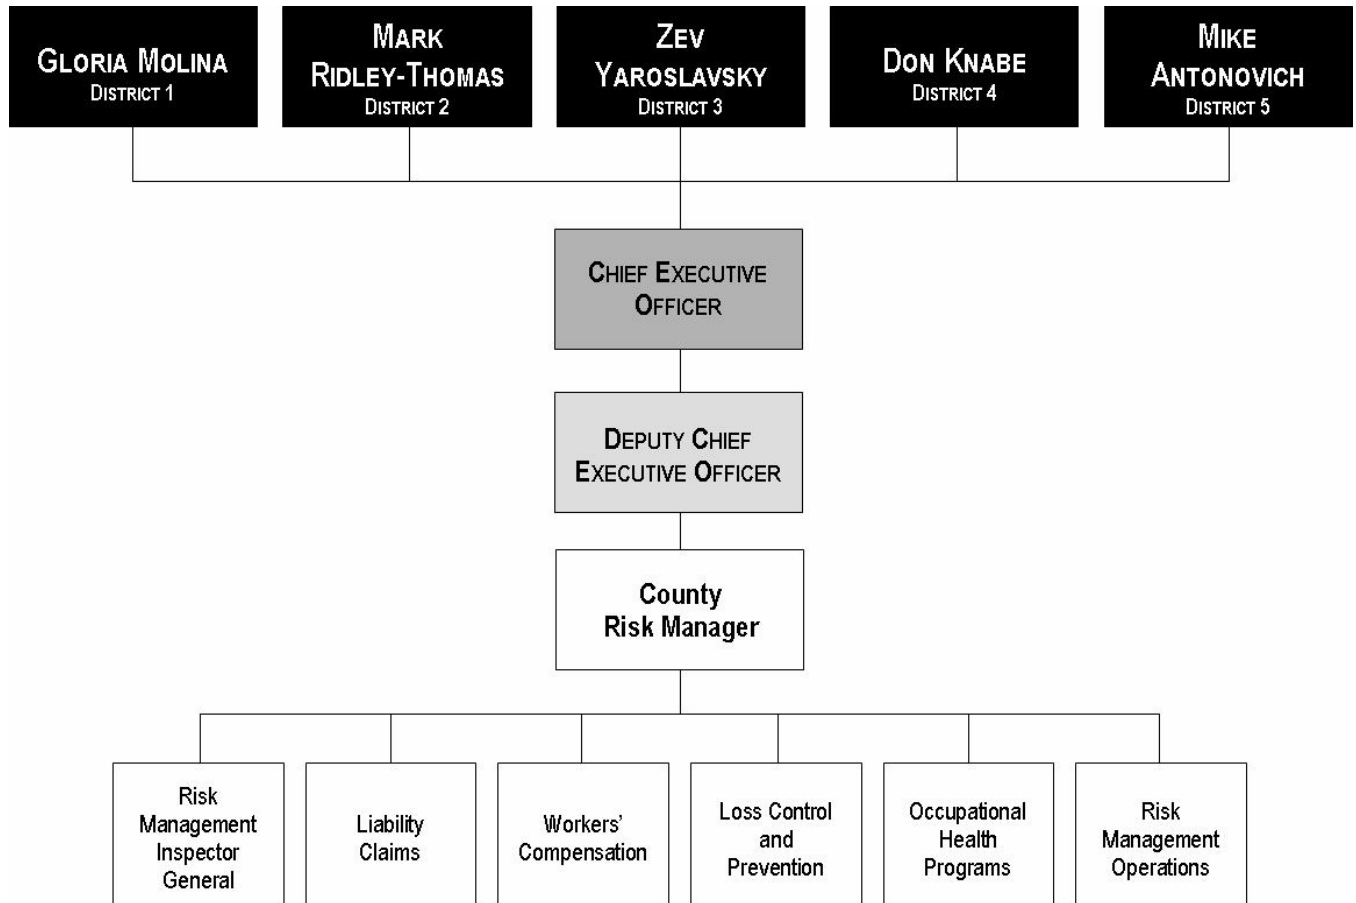 GLORIA MOLINA
DISTRICT 1
MARK
RIDLEY-THOMAS
DISTRICT 2
ZEV
YAROSLAVSKY
DISTRICT 3
DON KNABE
DISTRICT 4
MIKE
ANTONOVICH
DISTRICT 5
CHIEF EXECUTIVE
OFFICER
DEPUTY CHIEF
EXECUTIVE OFFICER
County
Risk Manager
Risk
Management
Inspector
General
Liability
Claims
Workers’
Compensation
Loss Control
and
Prevention
Occupational
Health
Programs
Risk
Management
Operations